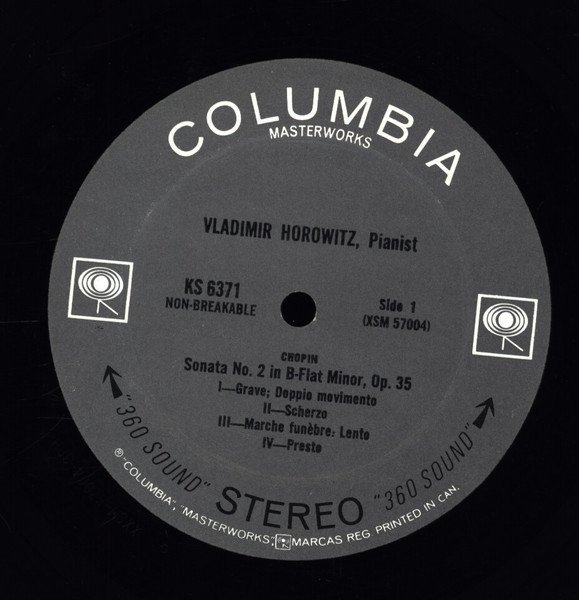 COLUMBIA
MASTERWORKS
VLADIMIR HOROWITZ, Pianist
KS 6371
NON-BREAKABLE
Side 1
(XSM 57004)
CHOPIN
Sonata No. 2 in B-Flat Minor, Op. 35
I—Grave; Doppio movimento
II—Scherzo
III—Marche funèbre: Lento
IV—Presto
"360 SOUND" STEREO "360 SOUND"
® "COLUMBIA", "MASTERWORKS", MARCAS REG. PRINTED IN CAN.